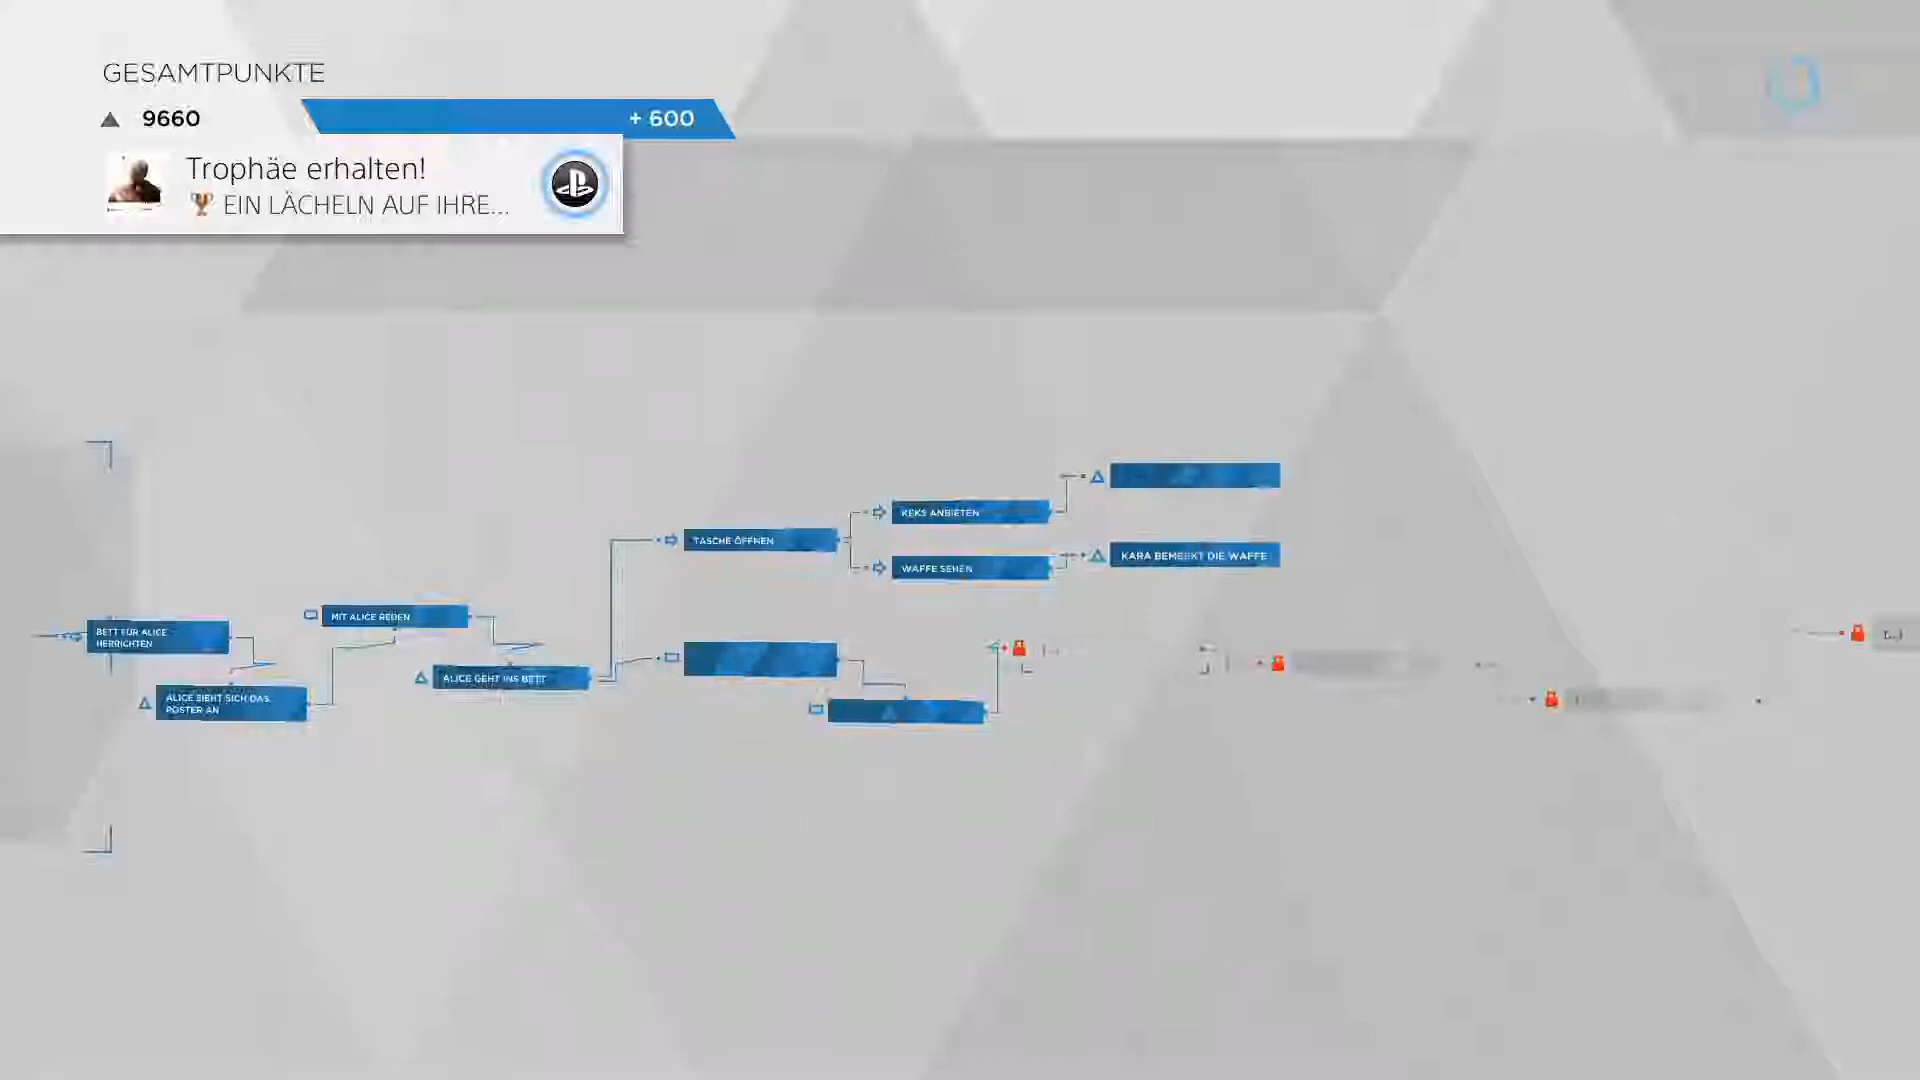 GESAMTPUNKTE
9660
+ 600
Trophäe erhalten!
EIN LÄCHELN AUF IHRE...
KEKS ANBIETEN
TASCHE ÖFFNEN
KARA BEMERKT DIE WAFFE
WAFFE SEHEN
MIT ALICE REDEN
BETT FÜR ALICE
HERRICHTEN
ALICE GEHT INS BETT
ALICE SIEHT SICH DAS
POSTER AN